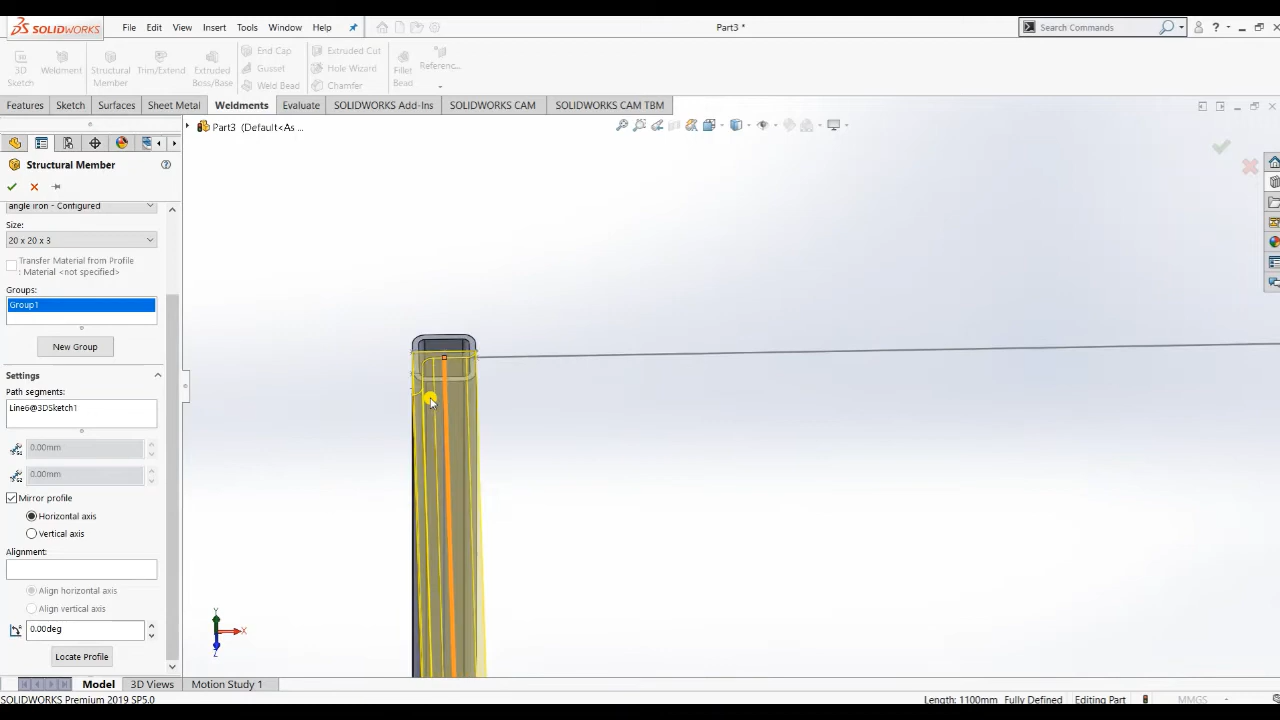 SOLIDWORKS File Edit View Insert Tools Window Help Part3 * Search Commands ?
3D Sketch
Weldment
Structural Member
Trim/Extend
Extruded Boss/Base
End Cap
Gusset
Weld Bead
Extruded Cut
Hole Wizard
Chamfer
Fillet Bead
Referenc...
Features Sketch Surfaces Sheet Metal Weldments Evaluate SOLIDWORKS Add-Ins SOLIDWORKS CAM SOLIDWORKS CAM TBM
Part3 (Default<As ...
Structural Member
angle iron - Configured
Size:
20 x 20 x 3
Transfer Material from Profile
: Material <not specified>
Groups:
Group1
New Group
Settings
Path segments:
Line6@3DSketch1
0.00mm
0.00mm
Mirror profile
Horizontal axis
Vertical axis
Alignment:
Align horizontal axis
Align vertical axis
0.00deg
Locate Profile
Y
X
Z
Model 3D Views Motion Study 1
SOLIDWORKS Premium 2019 SP5.0 Length: 1100mm Fully Defined Editing Part MMGS -